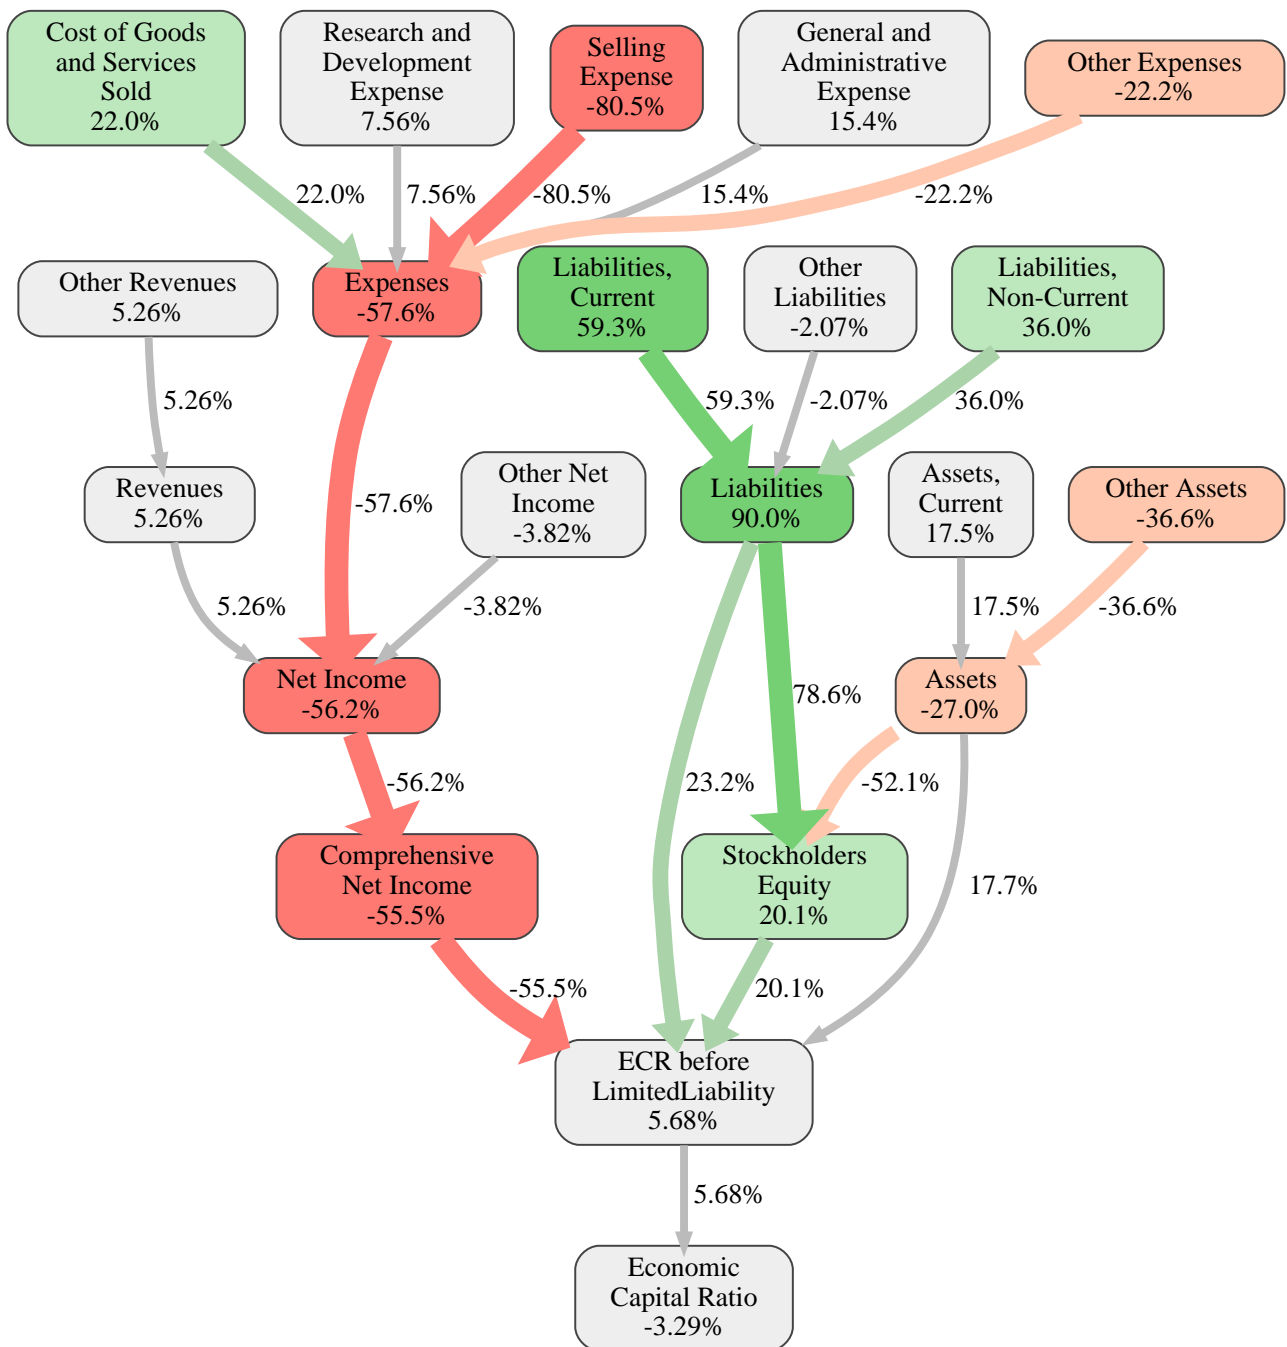 Cost of Goods
and Services
Sold
22.0%
Research and
Development
Expense
7.56%
Selling
Expense
-80.5%
General and
Administrative
Expense
15.4%
Other Expenses
-22.2%
22.0%
7.56%
-80.5%
15.4%
-22.2%
Other Revenues
5.26%
Expenses
-57.6%
Liabilities,
Current
59.3%
Other
Liabilities
-2.07%
Liabilities,
Non-Current
36.0%
5.26%
59.3%
-2.07%
36.0%
Revenues
5.26%
-57.6%
Other Net
Income
-3.82%
Liabilities
90.0%
Assets,
Current
17.5%
Other Assets
-36.6%
5.26%
-3.82%
17.5%
-36.6%
Net Income
-56.2%
78.6%
Assets
-27.0%
-56.2%
23.2%
-52.1%
Comprehensive
Net Income
-55.5%
Stockholders
Equity
20.1%
17.7%
-55.5%
20.1%
ECR before
LimitedLiability
5.68%
5.68%
Economic
Capital Ratio
-3.29%